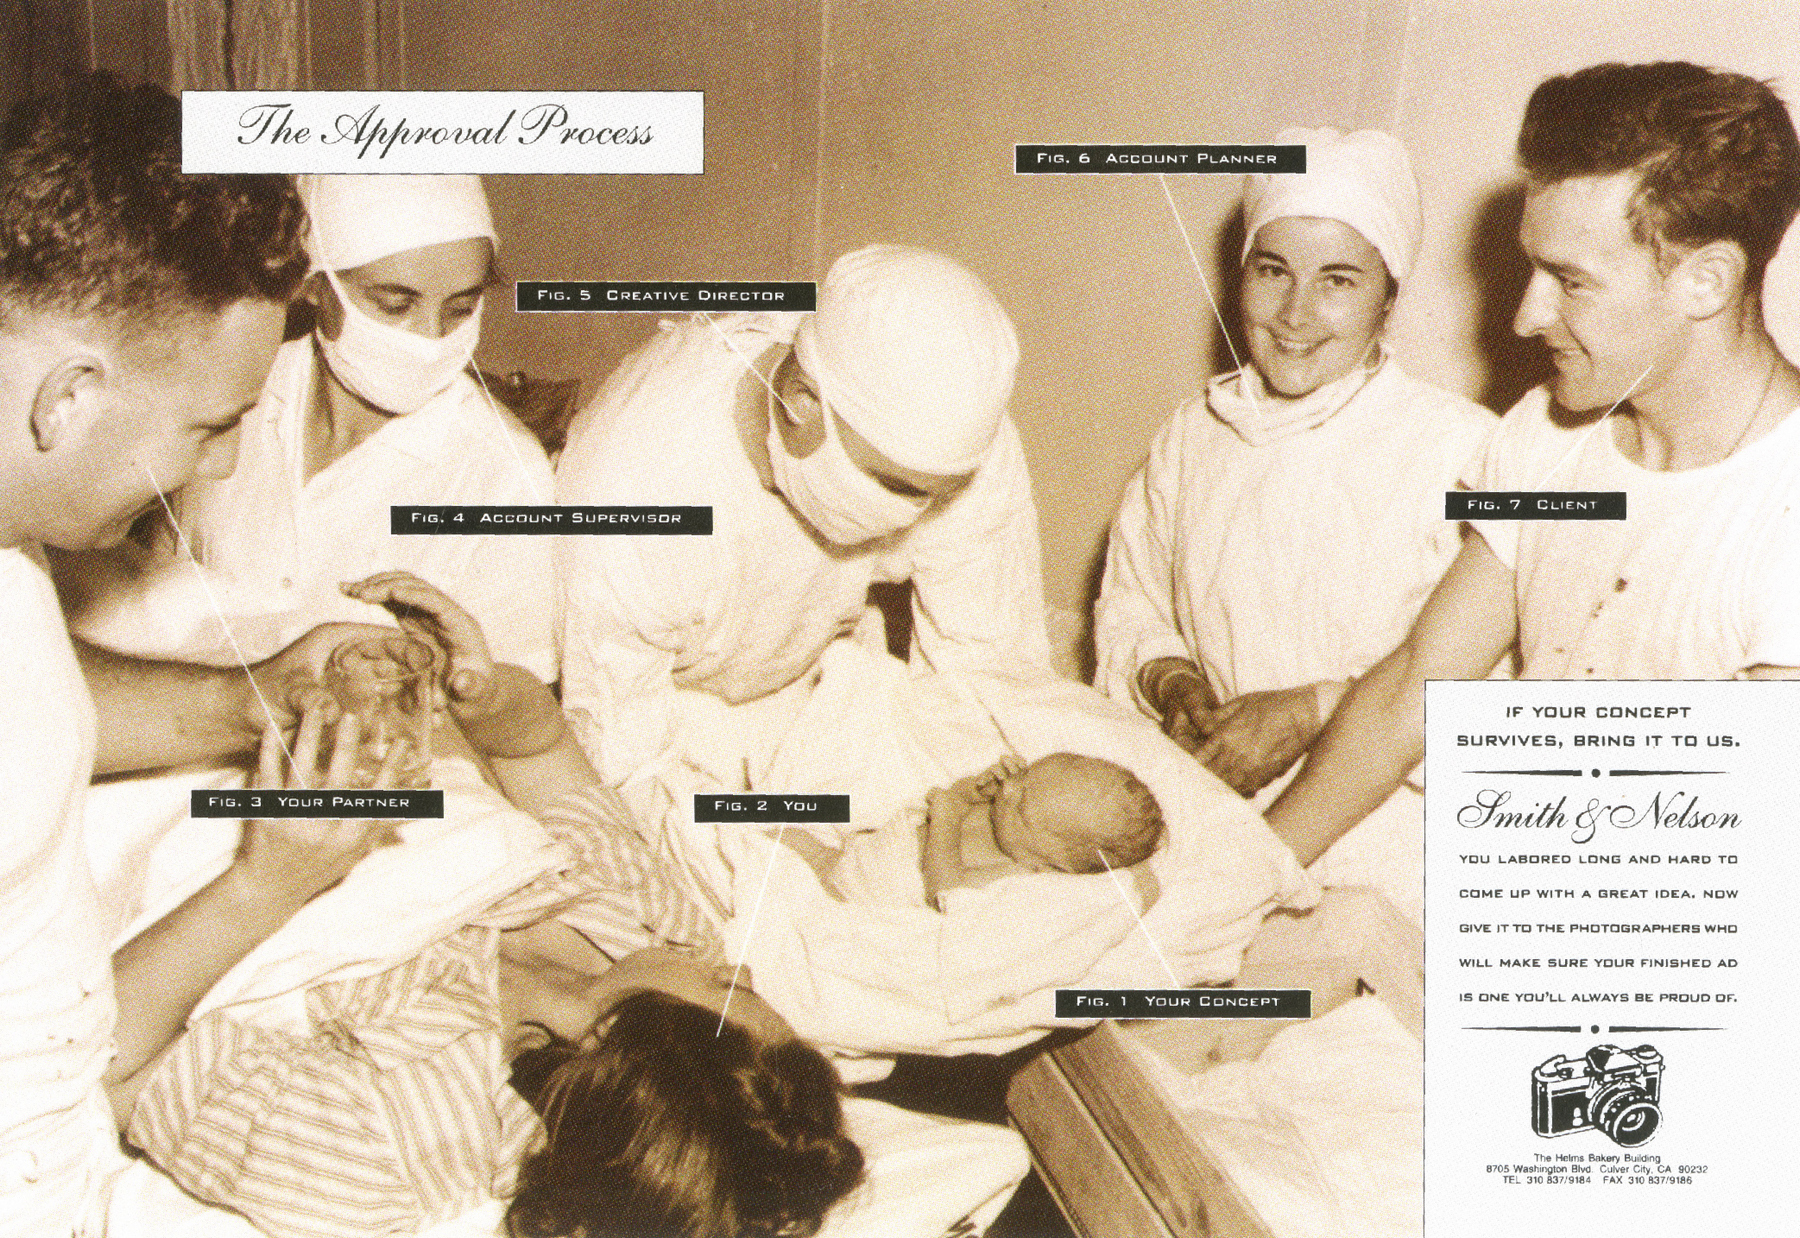 The Approval Process
FIG. 6 ACCOUNT PLANNER
FIG. 5 CREATIVE DIRECTOR
FIG. 7 CLIENT
FIG. 4 ACCOUNT SUPERVISOR
FIG. 3 YOUR PARTNER
FIG. 2 YOU
FIG. 1 YOUR CONCEPT
IF YOUR CONCEPT
SURVIVES, BRING IT TO US.
Smith & Nelson
YOU LABORED LONG AND HARD TO
COME UP WITH A GREAT IDEA. NOW
GIVE IT TO THE PHOTOGRAPHERS WHO
WILL MAKE SURE YOUR FINISHED AD
IS ONE YOU'LL ALWAYS BE PROUD OF.
The Helms Bakery Building
8705 Washington Blvd. Culver City, CA 90232
TEL 310 837/9184 FAX 310 837/9186